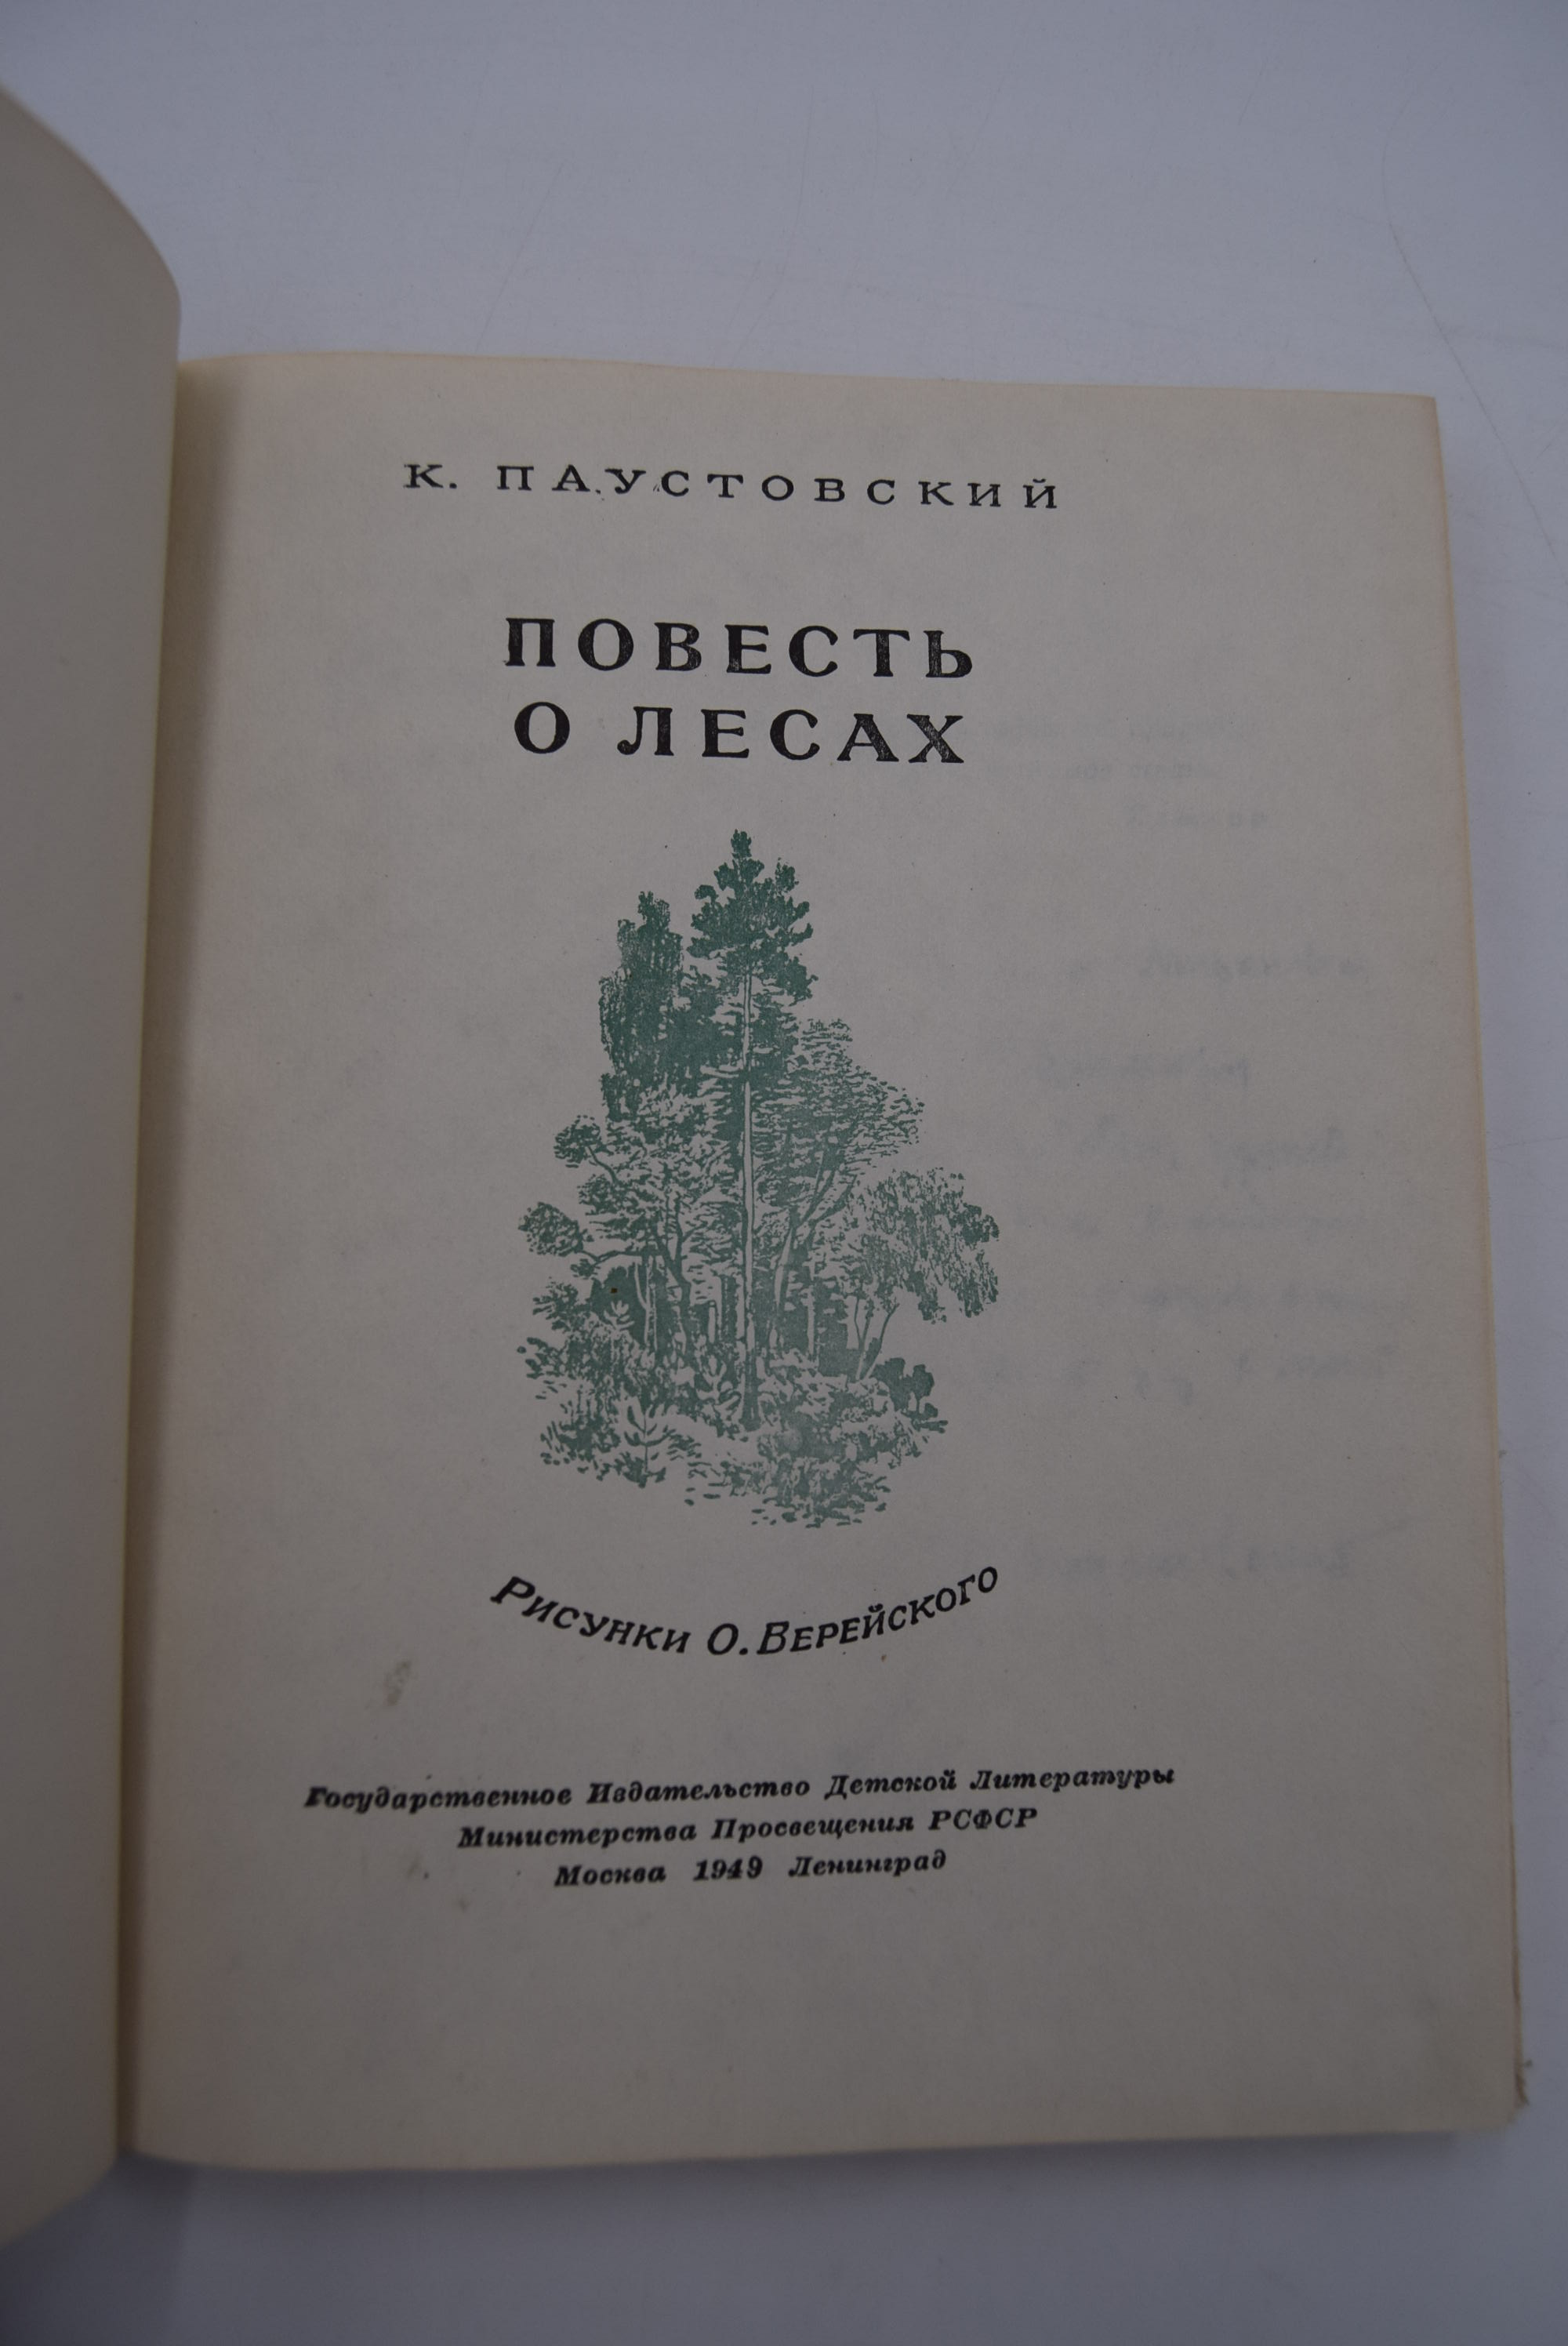 К. ПАУСТОВСКИЙ
ПОВЕСТЬ
О ЛЕСАХ
Рисунки О. Верейского
Государственное Издательство Детской Литературы
Министерства Просвещения РСФСР
Москва 1949 Ленинград